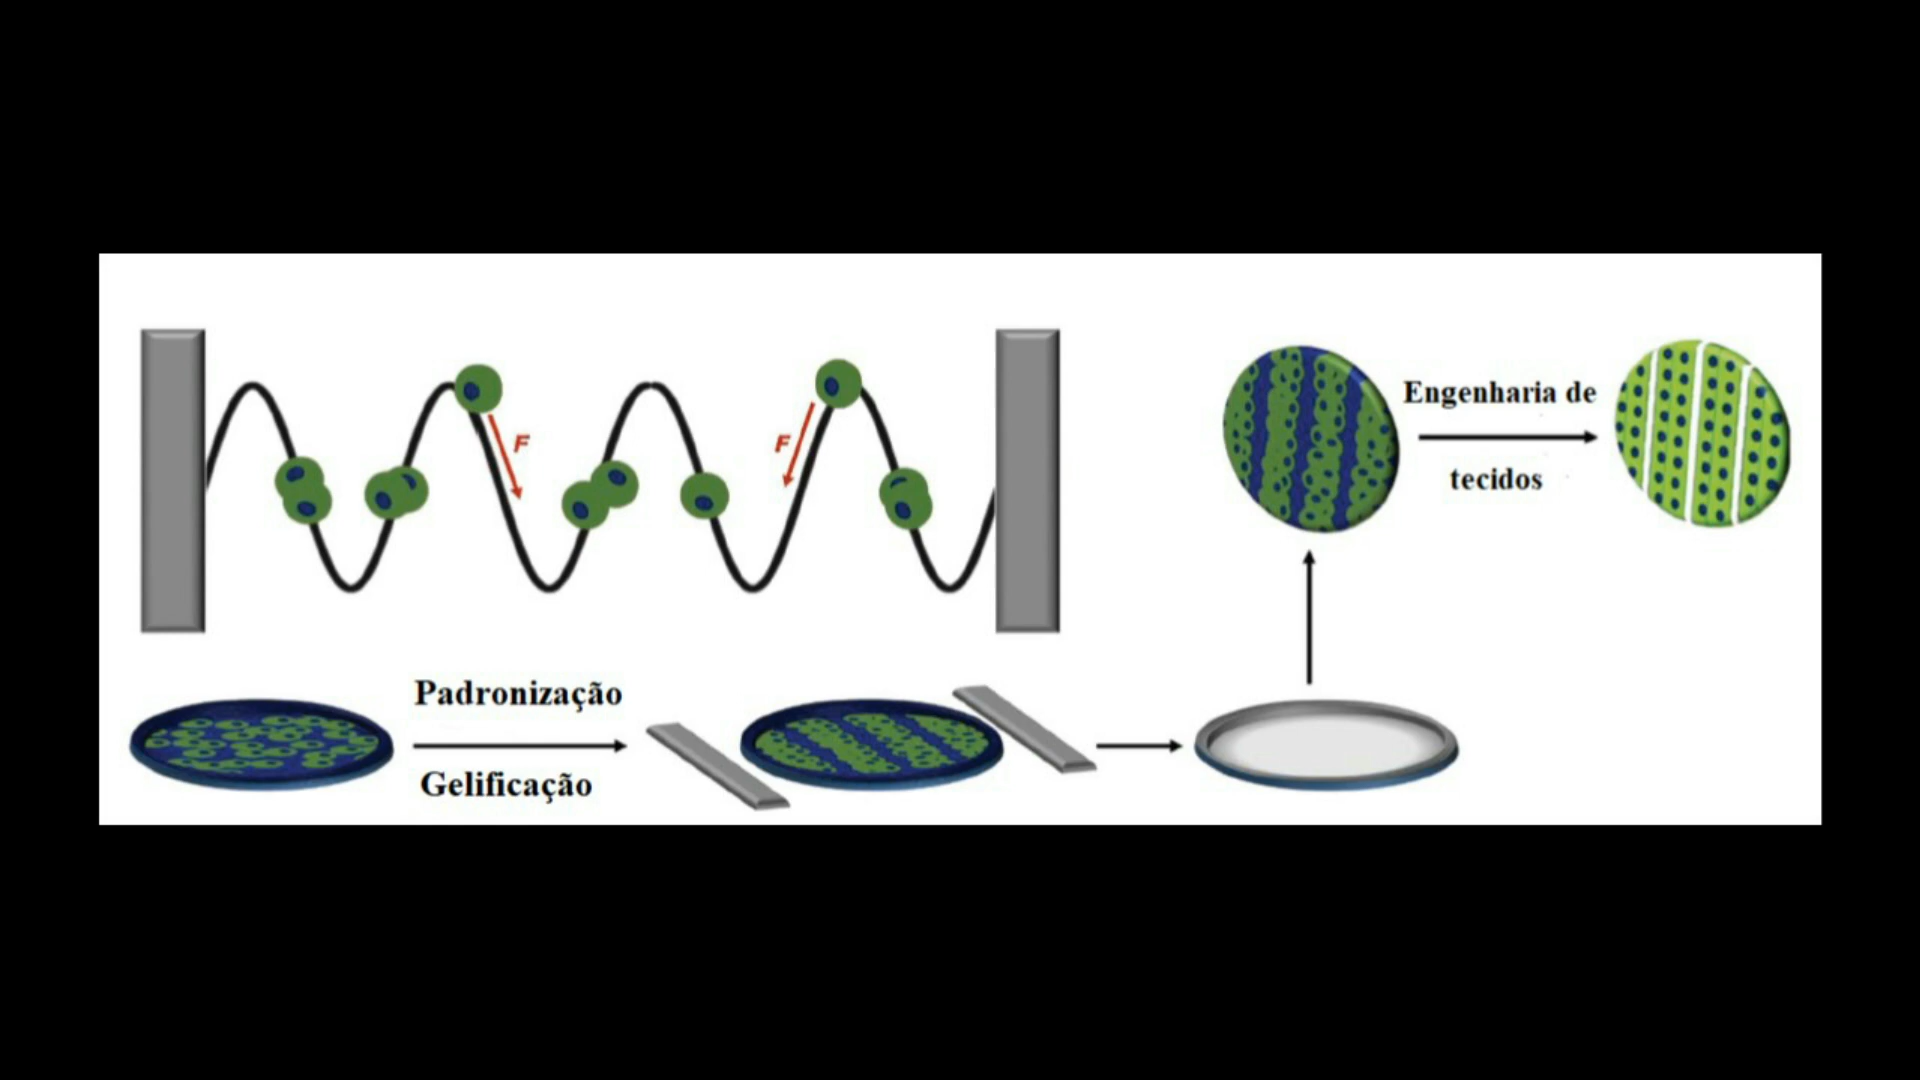 F
F
Engenharia de
tecidos
Padronização
Gelificação